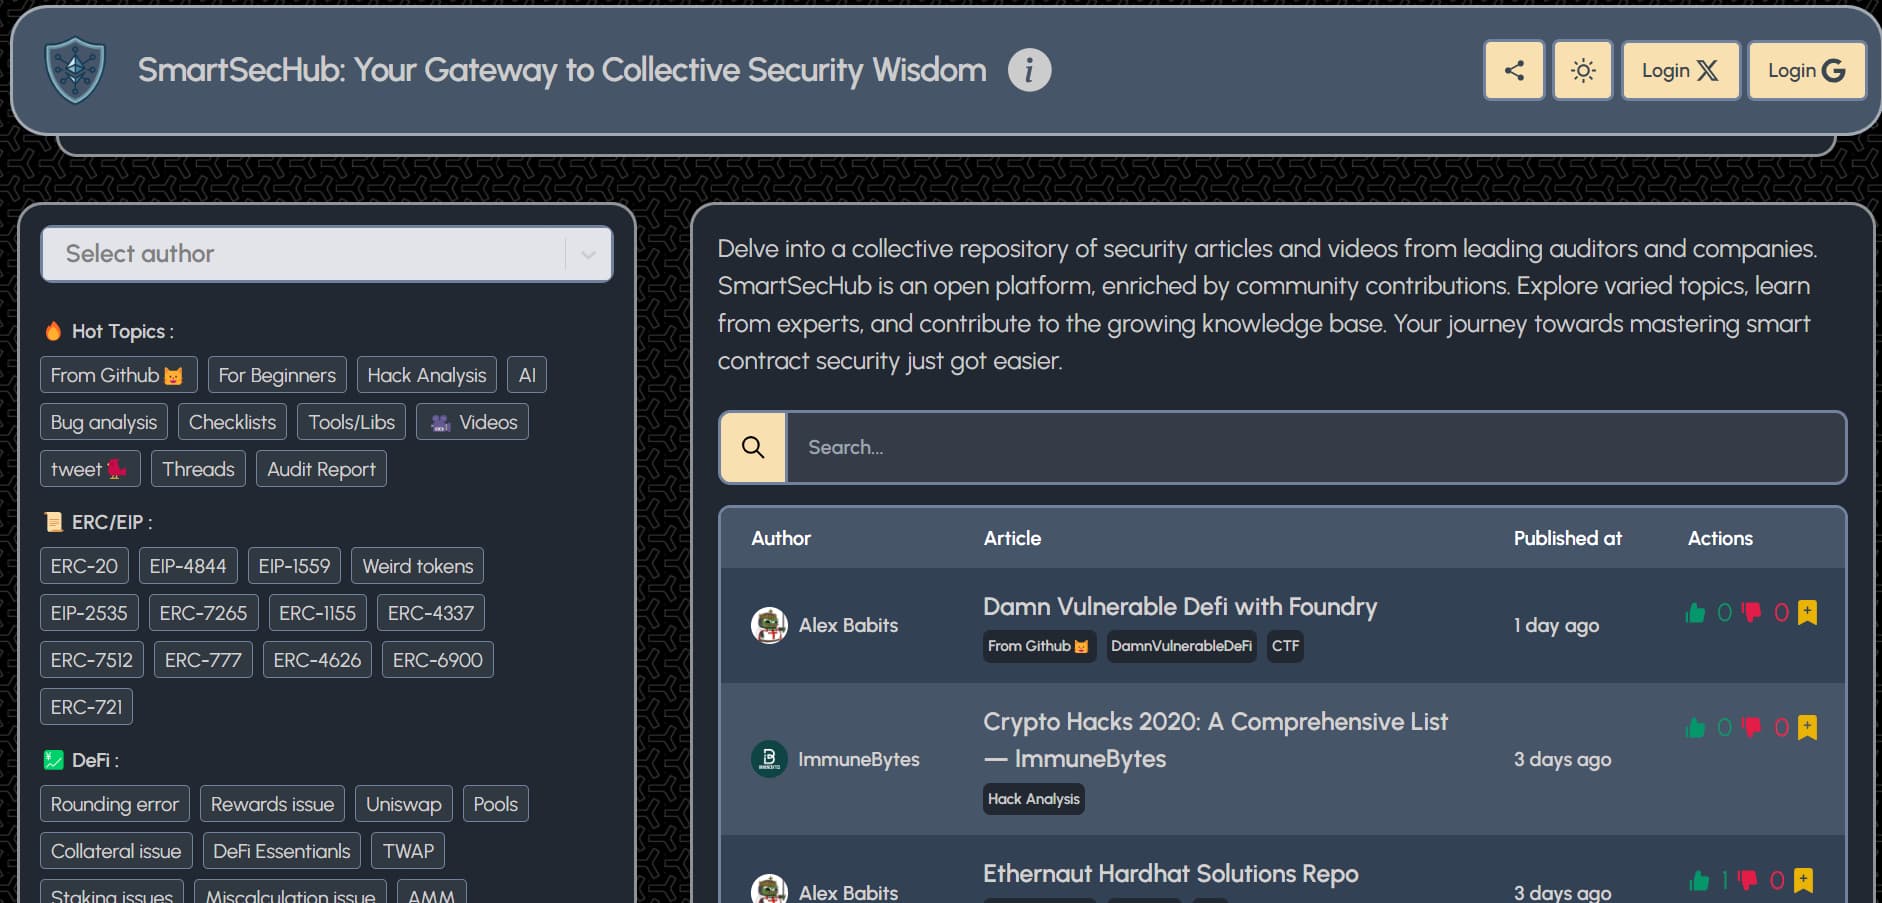 SmartSecHub: Your Gateway to Collective Security Wisdom
Login
Login
Select author
Hot Topics :
From Github
For Beginners
Hack Analysis
AI
Bug analysis
Checklists
Tools/Libs
Videos
tweet
Threads
Audit Report
ERC/EIP :
ERC-20
EIP-4844
EIP-1559
Weird tokens
EIP-2535
ERC-7265
ERC-1155
ERC-4337
ERC-7512
ERC-777
ERC-4626
ERC-6900
ERC-721
DeFi :
Rounding error
Rewards issue
Uniswap
Pools
Collateral issue
DeFi Essentianls
TWAP
Staking issues
Miscalculation issue
AMM
Delve into a collective repository of security articles and videos from leading auditors and companies.
SmartSecHub is an open platform, enriched by community contributions. Explore varied topics, learn
from experts, and contribute to the growing knowledge base. Your journey towards mastering smart
contract security just got easier.
Search...
Author Article Published at Actions
Alex Babits
Damn Vulnerable Defi with Foundry
From Github
DamnVulnerableDeFi
CTF
1 day ago
0 0
ImmuneBytes
Crypto Hacks 2020: A Comprehensive List
— ImmuneBytes
Hack Analysis
3 days ago
0 0
Alex Babits
Ethernaut Hardhat Solutions Repo
3 days ago
1 0